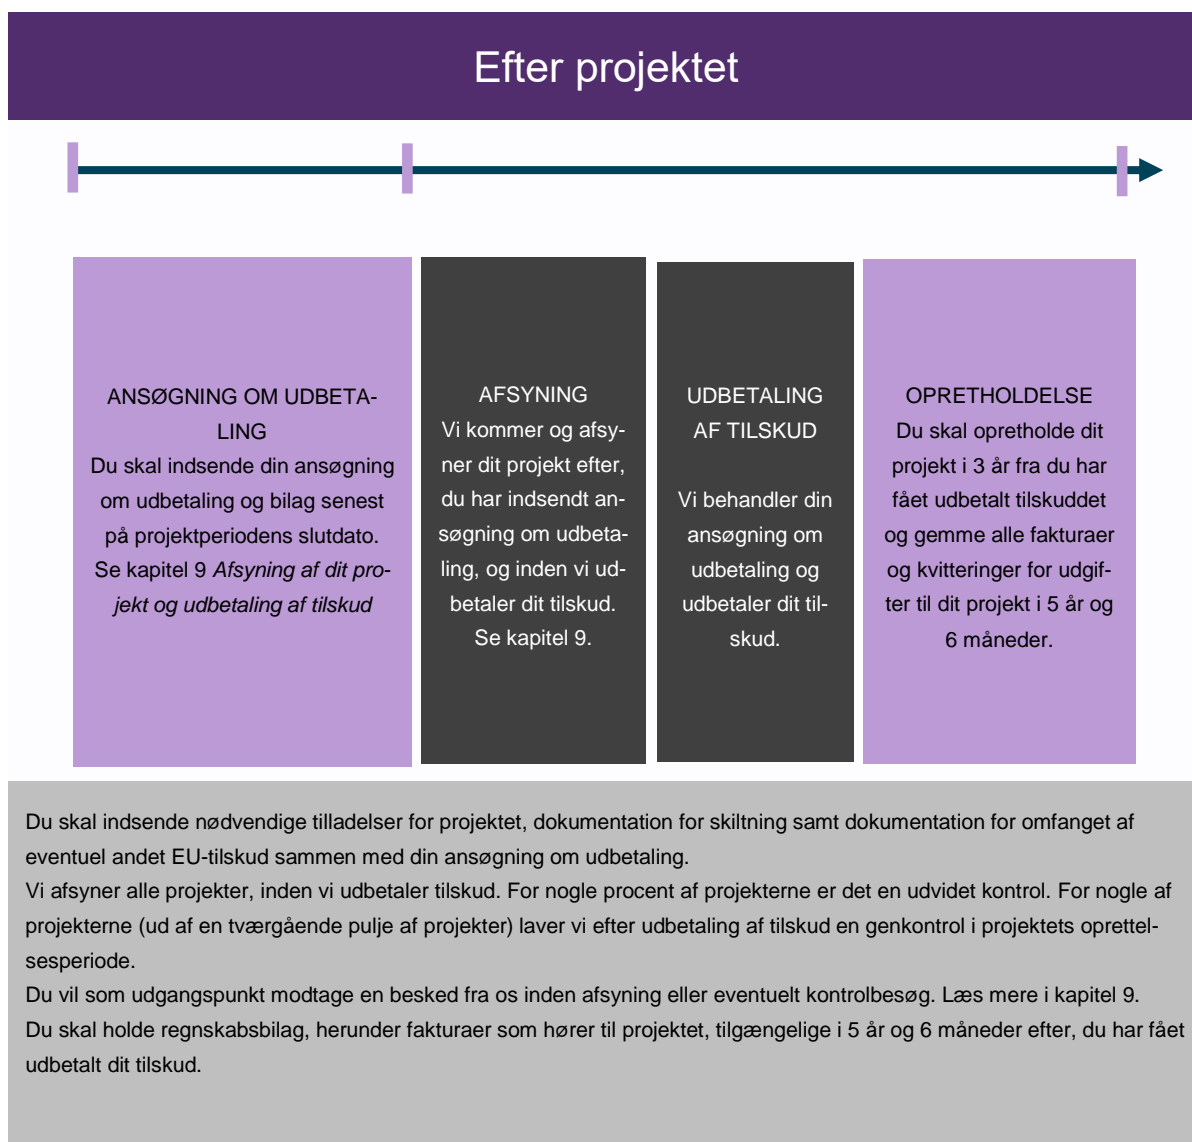 Efter projektet
ANSØGNING OM UDBETA-
LING
Du skal indsende din ansøgning
om udbetaling og bilag senest
på projektperiodens slutdato.
Se kapitel 9 Afsyning af dit pro-
jekt og udbetaling af tilskud
AFSYNING
Vi kommer og afsy-
ner dit projekt efter,
du har indsendt an-
søgning om udbeta-
ling, og inden vi ud-
betaler dit tilskud.
Se kapitel 9.
UDBETALING
AF TILSKUD
Vi behandler din
ansøgning om
udbetaling og
udbetaler dit til-
skud.
OPRETHOLDELSE
Du skal opretholde dit
projekt i 3 år fra du har
fået udbetalt tilskuddet
og gemme alle fakturaer
og kvitteringer for udgif-
ter til dit projekt i 5 år og
6 måneder.
Du skal indsende nødvendige tilladelser for projektet, dokumentation for skiltning samt dokumentation for omfanget af
eventuel andet EU-tilskud sammen med din ansøgning om udbetaling.
Vi afsyner alle projekter, inden vi udbetaler tilskud. For nogle procent af projekterne er det en udvidet kontrol. For nogle af
projekterne (ud af en tværgående pulje af projekter) laver vi efter udbetaling af tilskud en genkontrol i projektets oprettel-
sesperiode.
Du vil som udgangspunkt modtage en besked fra os inden afsyning eller eventuelt kontrolbesøg. Læs mere i kapitel 9.
Du skal holde regnskabsbilag, herunder fakturaer som hører til projektet, tilgængelige i 5 år og 6 måneder efter, du har fået
udbetalt dit tilskud.